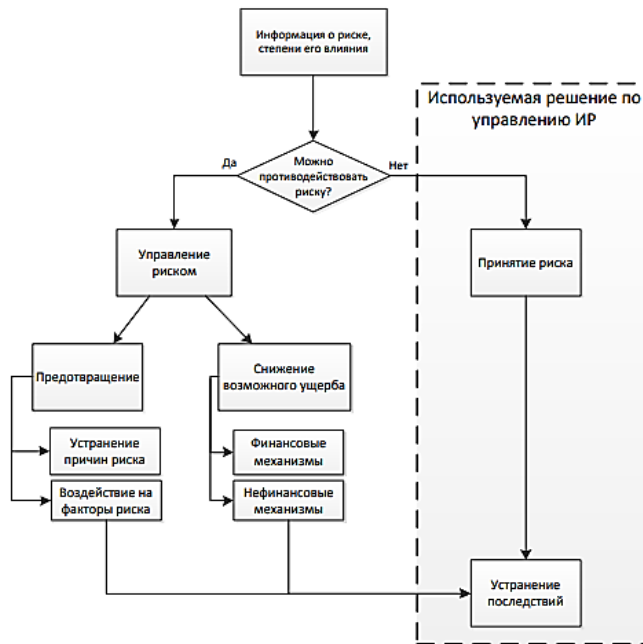 Информация о риске,
степени его влияния
Используемая решение по
управлению ИР
Да
Можно
противодействовать
риску?
Нет
Управление
риском
Принятие риска
Предотвращение
Снижение
возможного ущерба
Устранение
причин риска
Финансовые
механизмы
Воздействие на
факторы риска
Нефинансовые
механизмы
Устранение
последствий